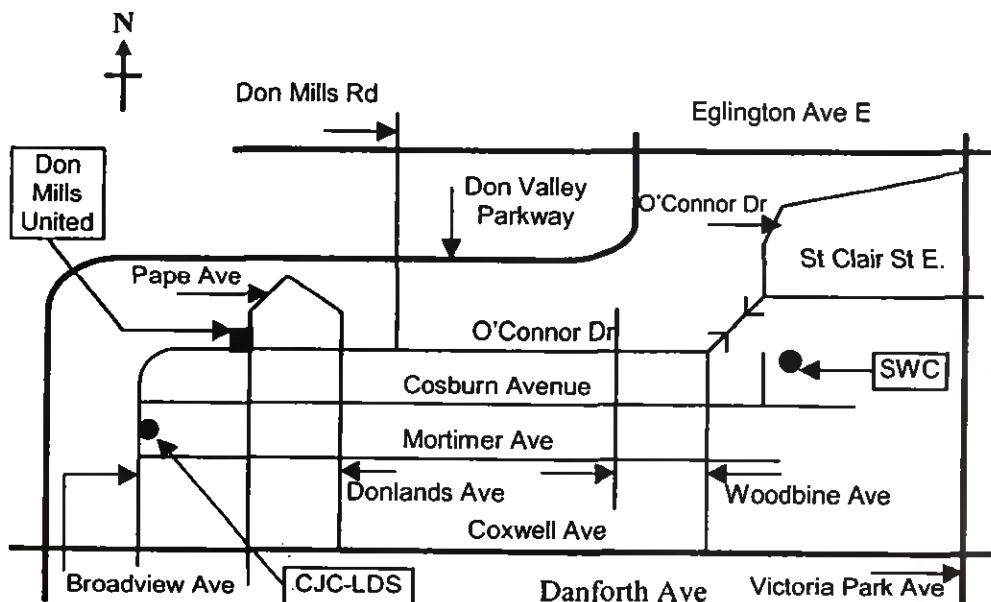 N
Don Mills Rd
Eglington Ave E
Don
Mills
United
Don Valley
Parkway
O'Connor Dr
St Clair St E.
Pape Ave
O'Connor Dr
SWC
Cosburn Avenue
Mortimer Ave
Donlands Ave
Woodbine Ave
Coxwell Ave
Broadview Ave
CJC-LDS
Danforth Ave
Victoria Park Ave